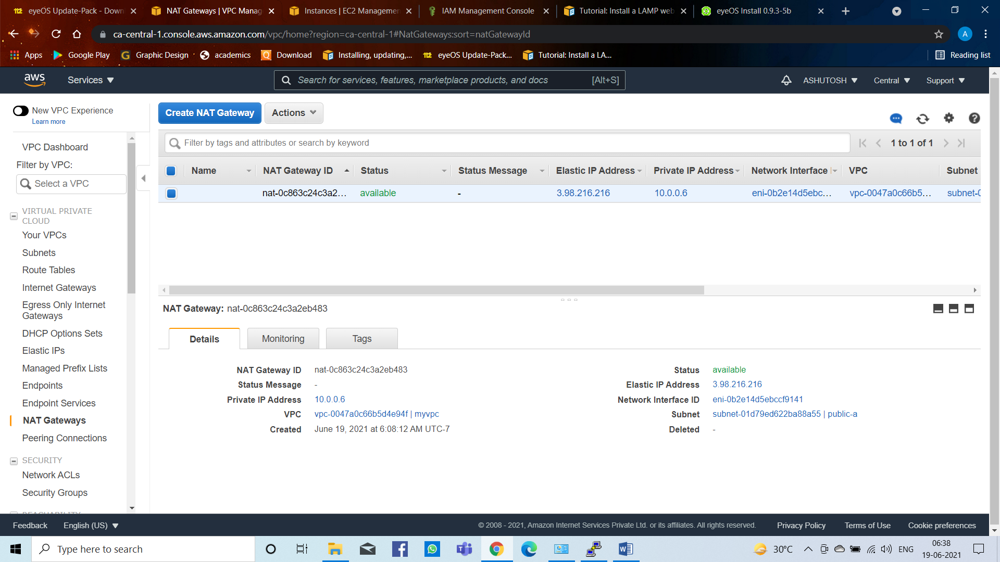 eyeOS Update-Pack - Down
NAT Gateways | VPC Manag
Instances | EC2 Managemen
IAM Management Console
Tutorial: Install a LAMP web
eyeOS Install 0.9.3-5b
ca-central-1.console.aws.amazon.com/vpc/home?region=ca-central-1#NatGateways:sort=natGatewayId
A
Apps
Google Play
Graphic Design
academics
Download
Installing, updating,...
eyeOS Update-Pack...
Tutorial: Install a LA...
Reading list
aws
Services
Search for services, features, marketplace products, and docs
[Alt+S]
ASHUTOSH
Central
Support
New VPC Experience
Learn more
VPC Dashboard
Filter by VPC:
Select a VPC
VIRTUAL PRIVATE
CLOUD
Your VPCs
Subnets
Route Tables
Internet Gateways
Egress Only Internet
Gateways
DHCP Options Sets
Elastic IPs
Managed Prefix Lists
Endpoints
Endpoint Services
NAT Gateways
Peering Connections
SECURITY
Network ACLs
Security Groups
REACHABILITY
Create NAT Gateway
Actions
Filter by tags and attributes or search by keyword
1 to 1 of 1
Name NAT Gateway ID Status Status Message Elastic IP Address Private IP Address Network Interface VPC Subnet
nat-0c863c24c3a2... available - 3.98.216.216 10.0.0.6 eni-0b2e14d5ebc... vpc-0047a0c66b5... subnet-0
NAT Gateway: nat-0c863c24c3a2eb483
Details
Monitoring
Tags
NAT Gateway ID nat-0c863c24c3a2eb483
Status available
Status Message -
Elastic IP Address 3.98.216.216
Private IP Address 10.0.0.6
Network Interface ID eni-0b2e14d5ebccf9141
VPC vpc-0047a0c66b5d4e94f | myvpc
Subnet subnet-01d79ed622ba88a55 | public-a
Created June 19, 2021 at 6:08:12 AM UTC-7
Deleted -
Feedback
English (US)
© 2008 - 2021, Amazon Internet Services Private Ltd. or its affiliates. All rights reserved.
Privacy Policy
Terms of Use
Cookie preferences
Type here to search
30°C
ENG
06:38
19-06-2021